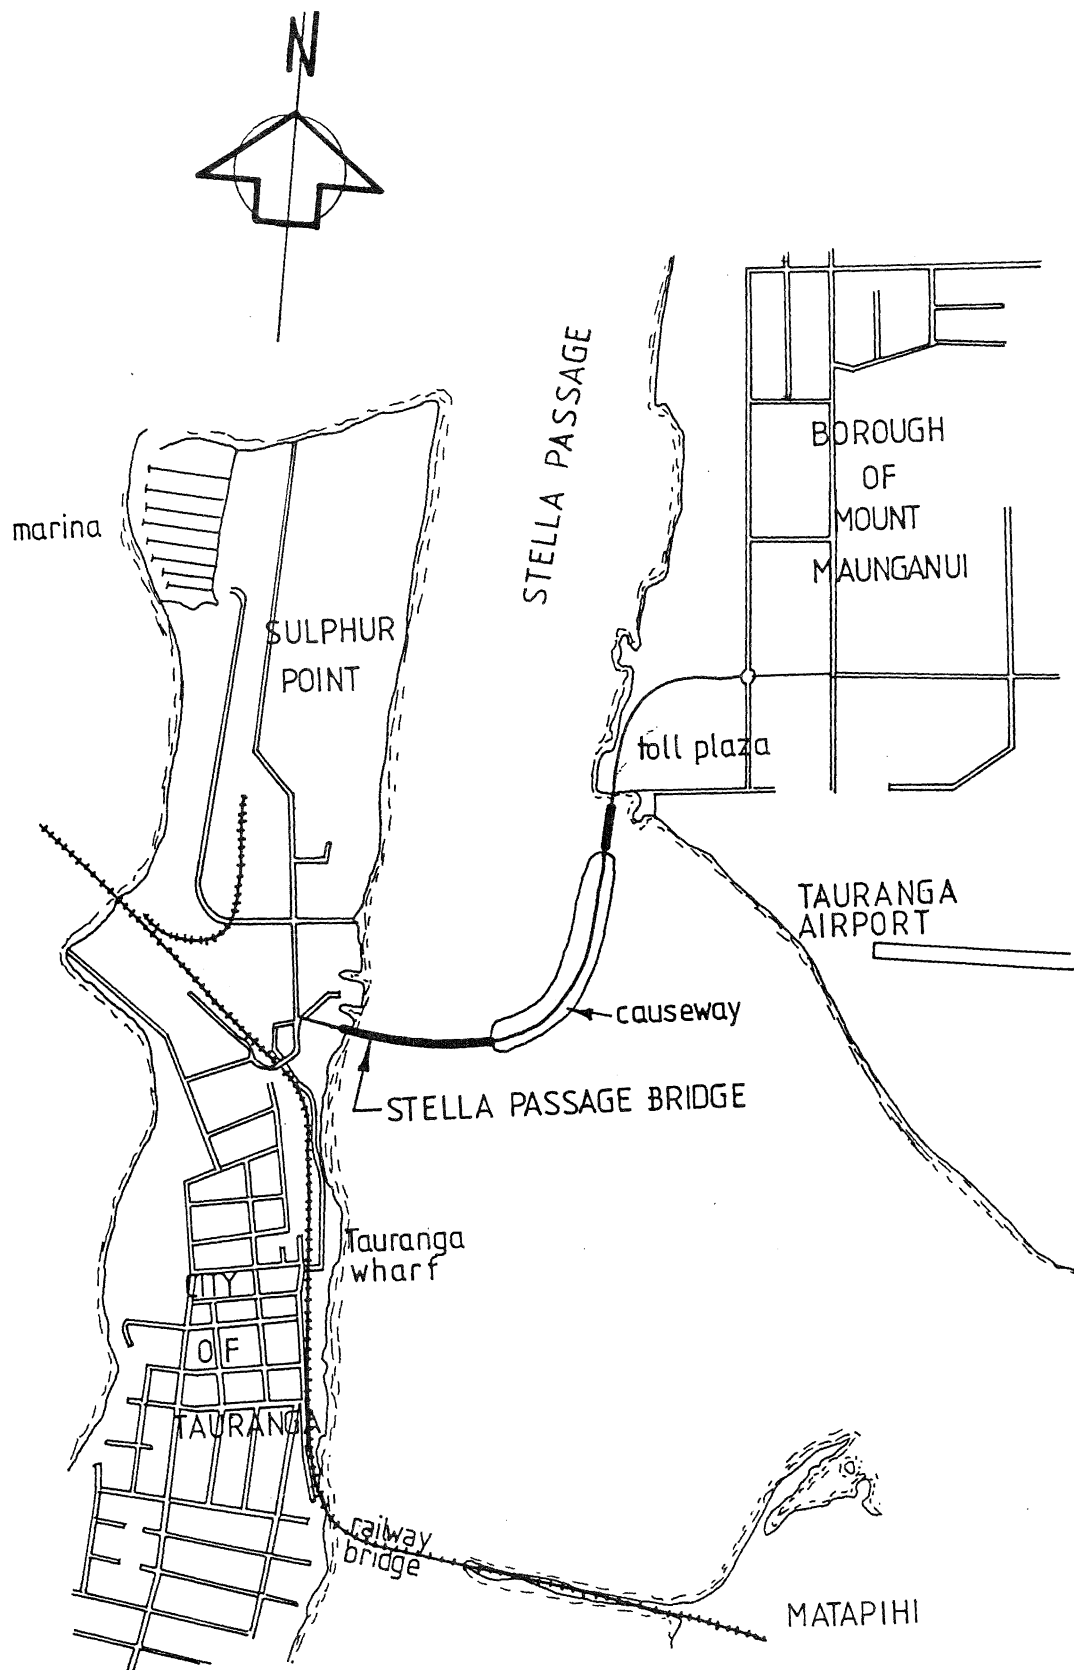 N
STELLA PASSAGE
BOROUGH
OF
MOUNT
MAUNGANUI
marina
SULPHUR
POINT
toll plaza
TAURANGA
AIRPORT
causeway
STELLA PASSAGE BRIDGE
Tauranga
wharf
CITY
OF
TAURANGA
railway
bridge
MATAPIHI